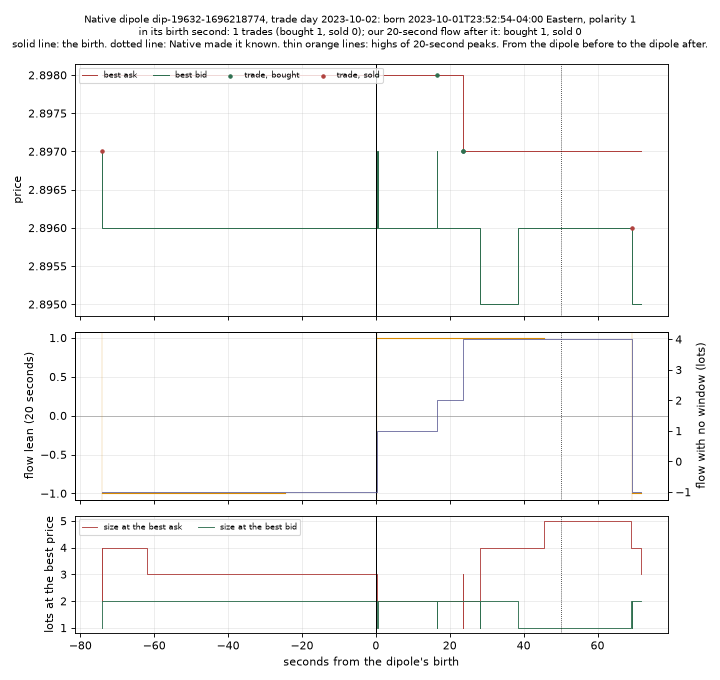 Native dipole dip-19632-1696218774, trade day 2023-10-02: born 2023-10-01T23:52:54-04:00 Eastern, polarity 1
in its birth second: 1 trades (bought 1, sold 0); our 20-second flow after it: bought 1, sold 0
solid line: the birth. dotted line: Native made it known. thin orange lines: highs of 20-second peaks. From the dipole before to the dipole after.
best ask best bid trade, bought trade, sold
2.8980
2.8975
2.8970
2.8965
2.8960
2.8955
2.8950
price
1.0
0.5
0.0
−0.5
−1.0
flow lean (20 seconds)
4
3
2
1
0
−1
flow with no window (lots)
size at the best ask size at the best bid
5
4
3
2
1
lots at the best price
−80 −60 −40 −20 0 20 40 60
seconds from the dipole's birth